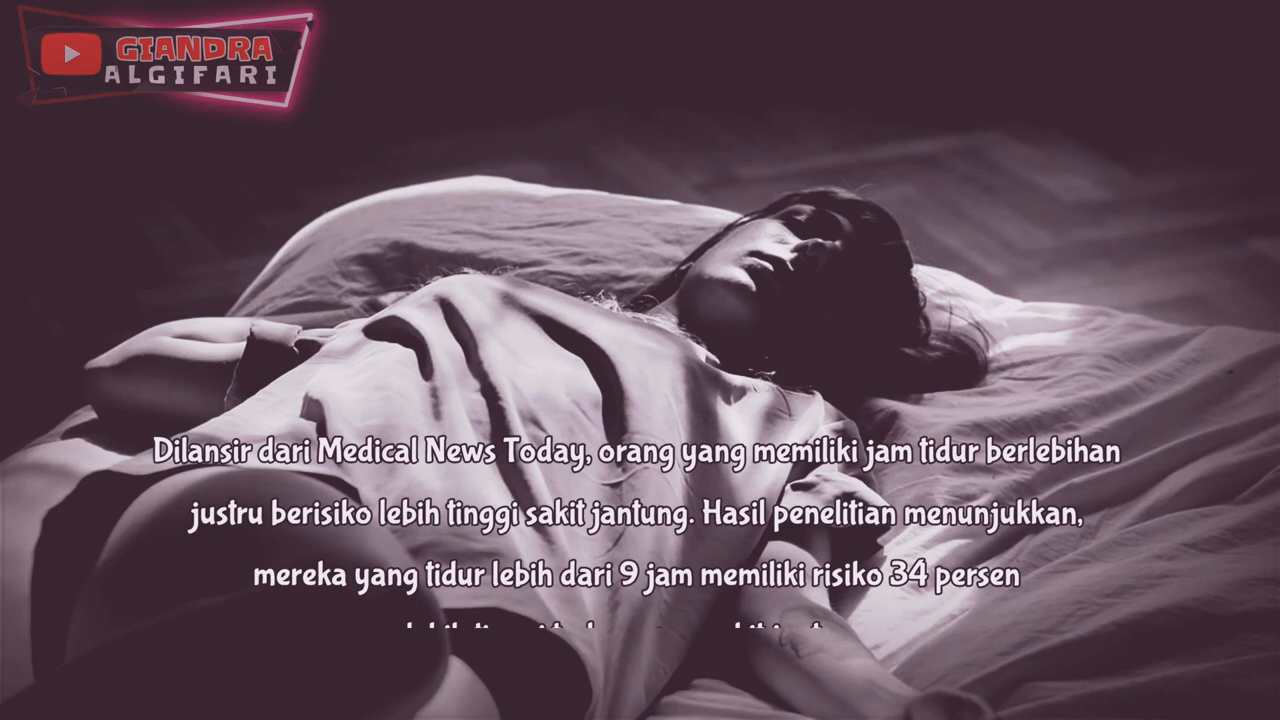 GIANDRA
ALGIFARI
Dilansir dari Medical News Today, orang yang memiliki jam tidur berlebihan
justru berisiko lebih tinggi sakit jantung. Hasil penelitian menunjukkan,
mereka yang tidur lebih dari 9 jam memiliki risiko 34 persen